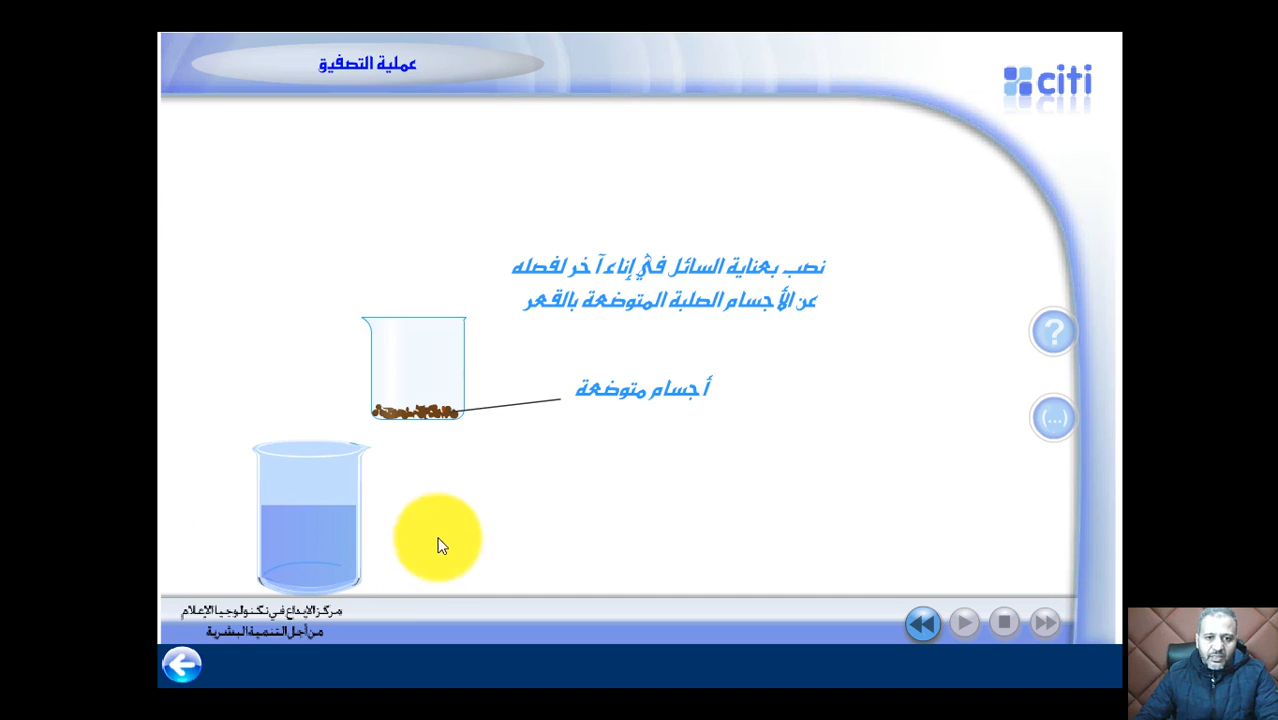 عملية التصفيق
citi
نصب بعناية السائل في إناء آخر لفصله
عن الأجسام الصلبة المتوضعة بالقعر
أجسام متوضعة
?
(...)
مركز الإبداع في تكنولوجيا الإعلام
من أجل التنمية البشرية